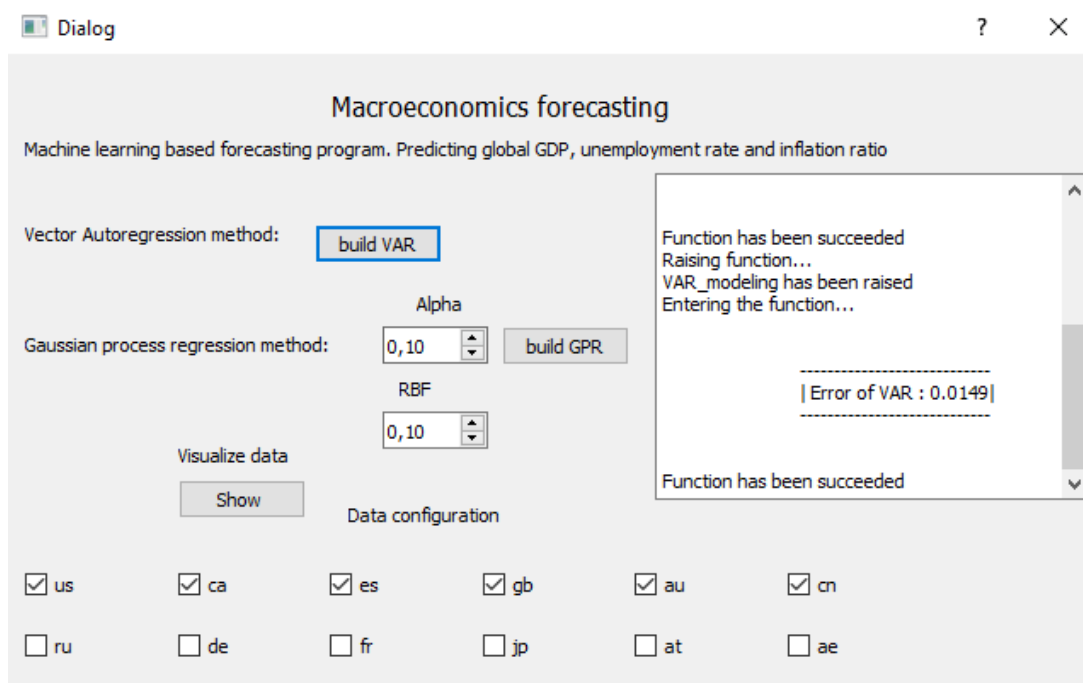 Dialog
?
Macroeconomics forecasting
Machine learning based forecasting program. Predicting global GDP, unemployment rate and inflation ratio
Vector Autoregression method:
build VAR
Alpha
Gaussian process regression method:
0,10
build GPR
RBF
0,10
Visualize data
Show
Data configuration
Function has been succeeded
Raising function...
VAR_modeling has been raised
Entering the function...
----------------------------
| Error of VAR : 0.0149|
----------------------------
Function has been succeeded
us ca es gb au cn
ru de fr jp at ae